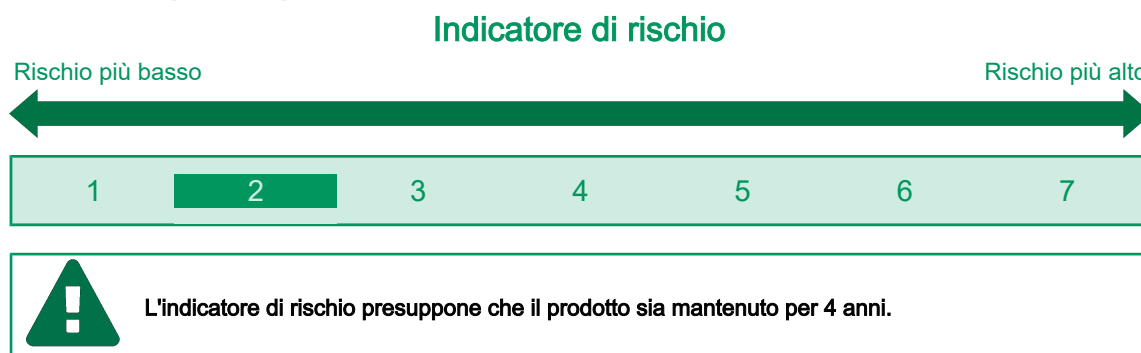 Indicatore di rischio
Rischio più basso Rischio più alto
1 2 3 4 5 6 7
L'indicatore di rischio presuppone che il prodotto sia mantenuto per 4 anni.